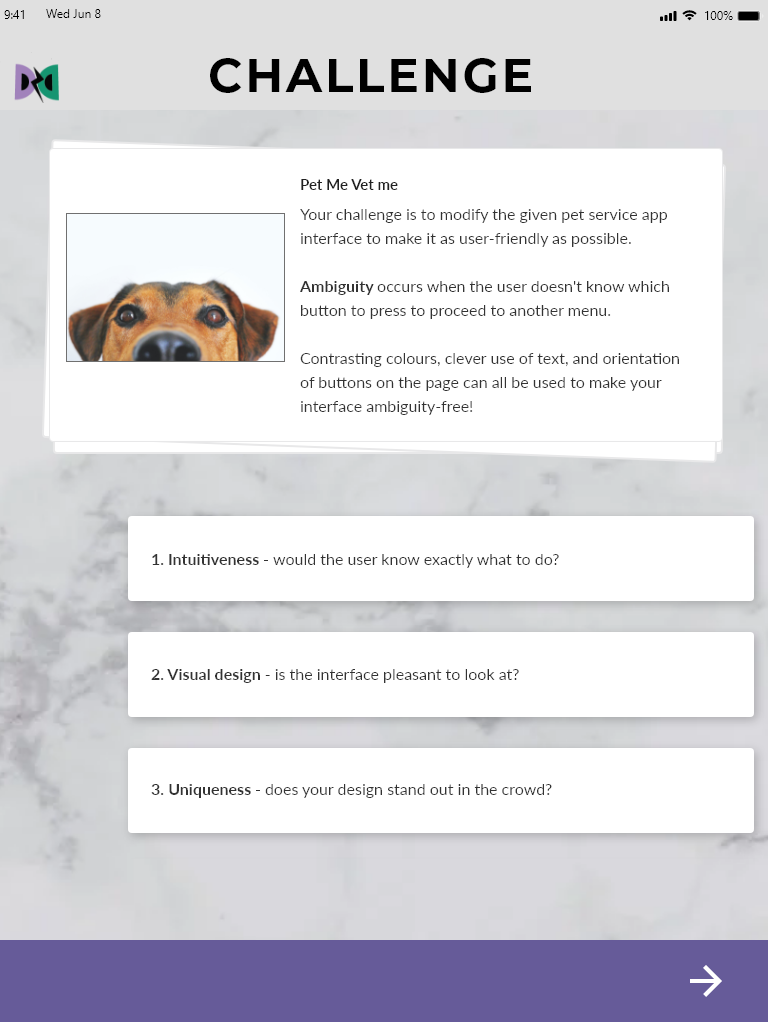 9:41 Wed Jun 8 100%
CHALLENGE
Pet Me Vet me
Your challenge is to modify the given pet service app
interface to make it as user-friendly as possible.
Ambiguity occurs when the user doesn't know which
button to press to proceed to another menu.
Contrasting colours, clever use of text, and orientation
of buttons on the page can all be used to make your
interface ambiguity-free!
1. Intuitiveness - would the user know exactly what to do?
2. Visual design - is the interface pleasant to look at?
3. Uniqueness - does your design stand out in the crowd?